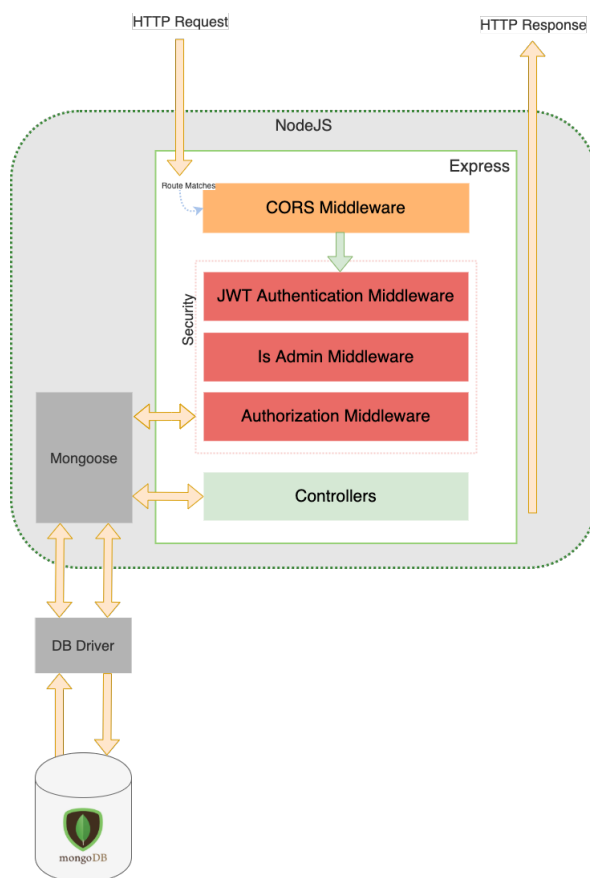 HTTP Request
HTTP Response
NodeJS
Express
Route Matches
CORS Middleware
Security
JWT Authentication Middleware
Is Admin Middleware
Authorization Middleware
Mongoose
Controllers
DB Driver
mongoDB